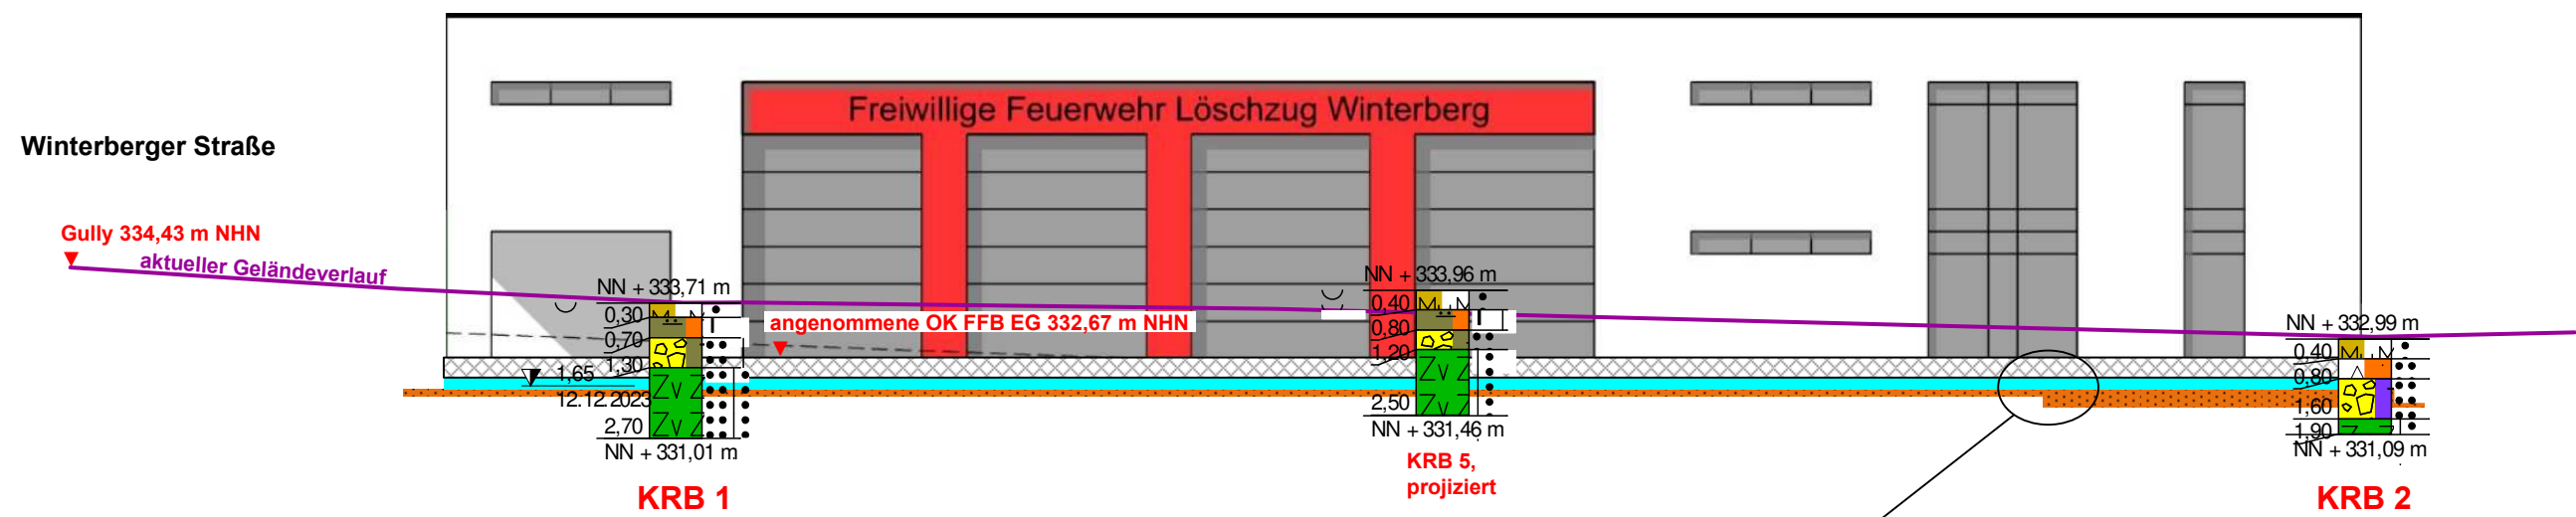 Freiwillige Feuerwehr Löschzug Winterberg
Winterberger Straße
Gully 334,43 m NHN
aktueller Geländeverlauf
NN + 333,71 m
0,30
0,70
1,30
1,65
12.12.2023
2,70
NN + 331,01 m
KRB 1
angenommene OK FFB EG 332,67 m NHN
NN + 333,96 m
0,40
0,80
1,20
2,50
NN + 331,46 m
KRB 5,
projiziert
NN + 332,99 m
0,40
0,80
1,60
1,90
NN + 331,09 m
KRB 2